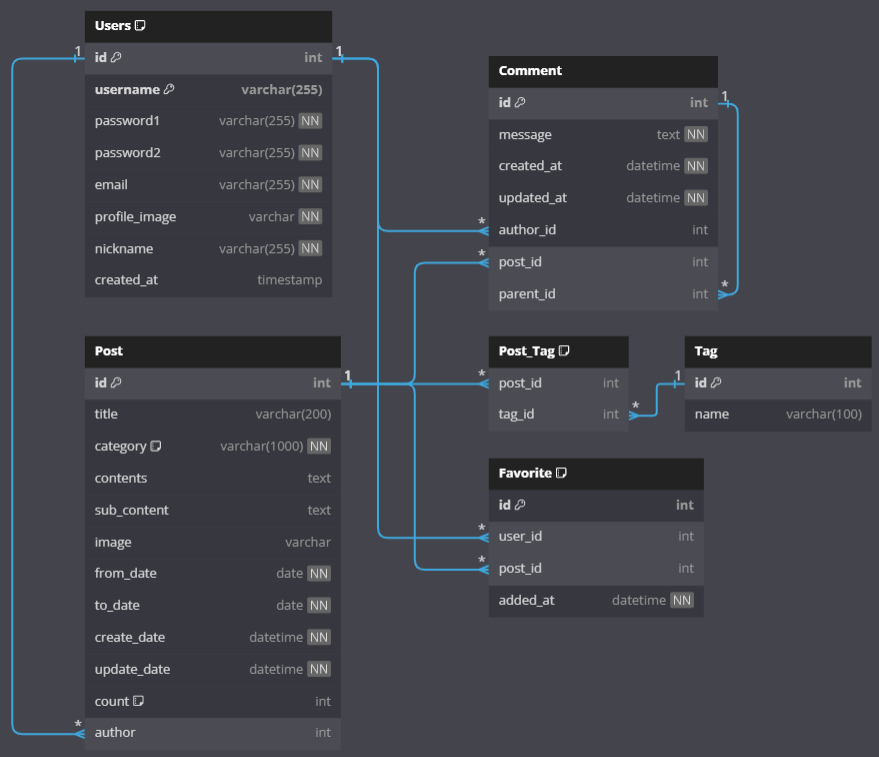 Users
1 id int 1
username varchar(255)
password1 varchar(255) NN
password2 varchar(255) NN
email varchar(255) NN
profile_image varchar NN
nickname varchar(255) NN
created_at timestamp
Comment
id int 1
message text NN
created_at datetime NN
updated_at datetime NN
* author_id int
* post_id int
parent_id int *
Post
id int 1
title varchar(200)
category varchar(1000) NN
contents text
sub_content text
image varchar
from_date date NN
to_date date NN
create_date datetime NN
update_date datetime NN
count int
* author int
Post_Tag
* post_id int
tag_id int *
Tag
1 id int
name varchar(100)
Favorite
id int
* user_id int
* post_id int
added_at datetime NN